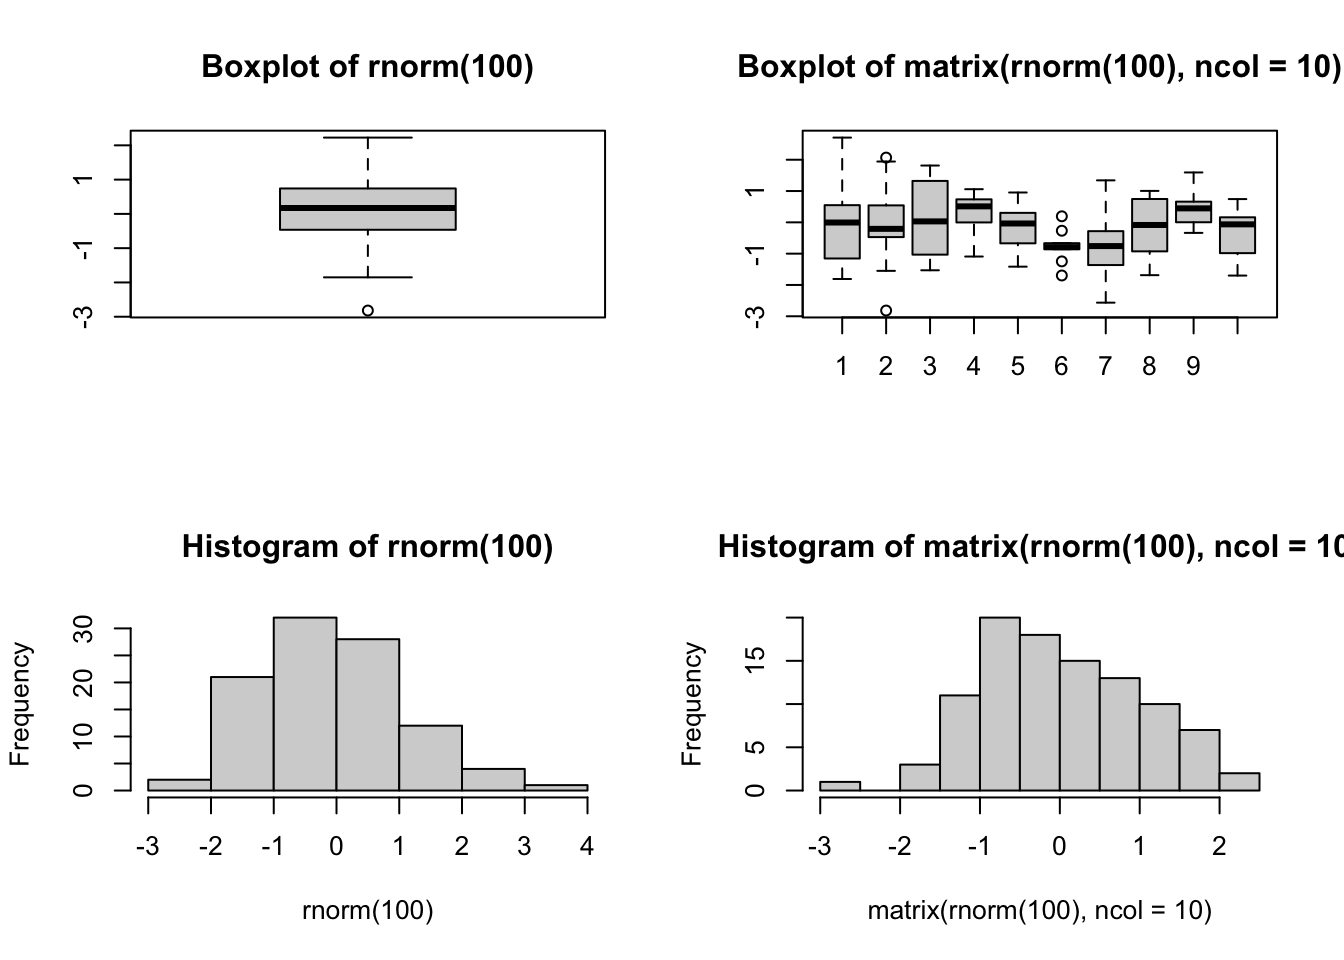 Boxplot of rnorm(100)
1
-1
-3
Boxplot of matrix(rnorm(100), ncol = 10)
1
-1
-3
1 2 3 4 5 6 7 8 9
Histogram of rnorm(100)
Frequency
30
20
10
0
-3 -2 -1 0 1 2 3 4
rnorm(100)
Histogram of matrix(rnorm(100), ncol = 10
Frequency
15
5
0
-3 -2 -1 0 1 2
matrix(rnorm(100), ncol = 10)